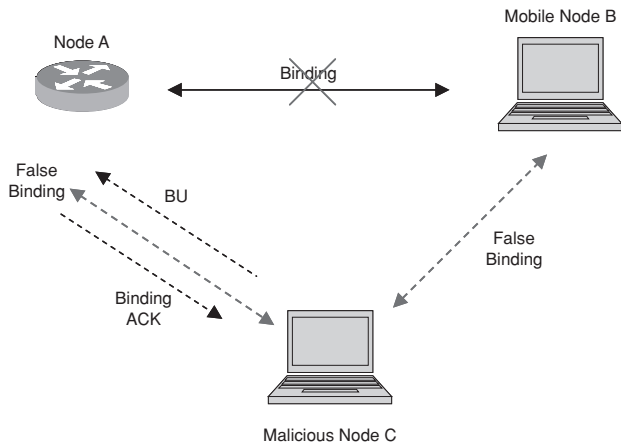 Mobile Node B
Node A
Binding
False
Binding
BU
False
Binding
Binding
ACK
Malicious Node C